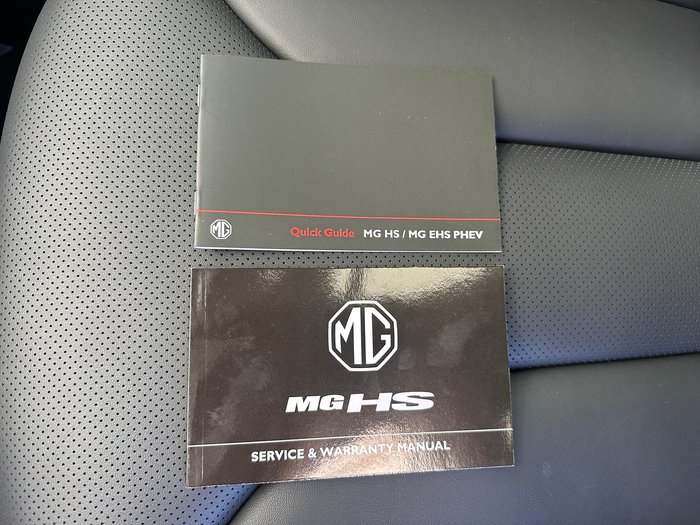 MG
Quick Guide MG HS / MG EHS PHEV
MG
MG HS
SERVICE & WARRANTY MANUAL